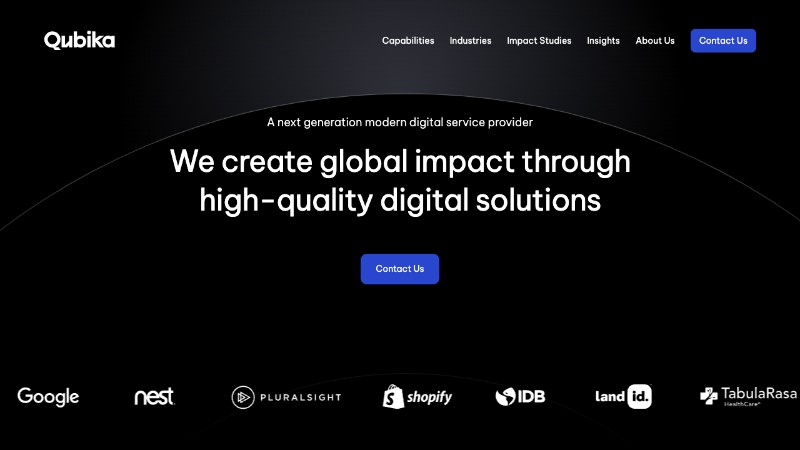 Qubika
Capabilities
Industries
Impact Studies
Insights
About Us
Contact Us
A next generation modern digital service provider
We create global impact through
high-quality digital solutions
Contact Us
Google
nest
PLURALSIGHT
shopify
IDB
land id.
TabulaRasa
HealthCare